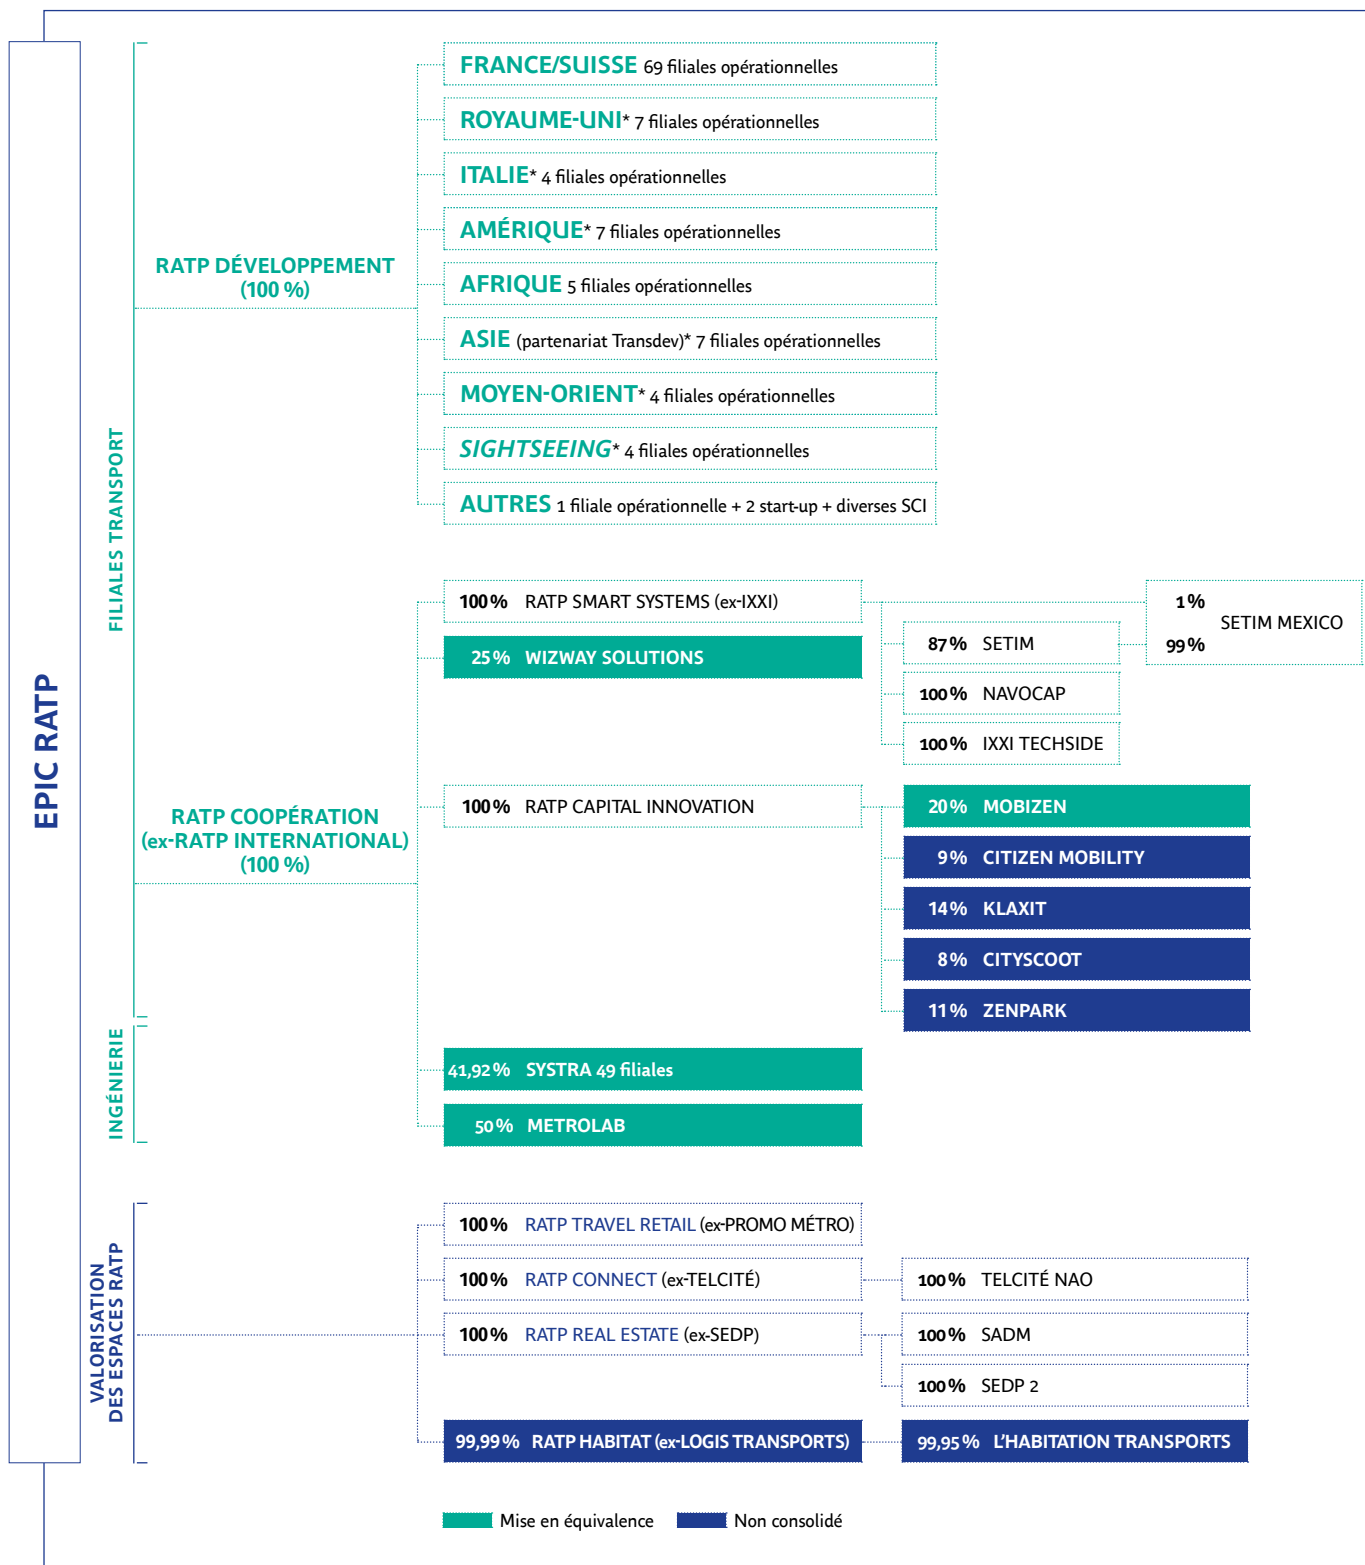 EPIC RATP
FILIALES TRANSPORT
RATP DÉVELOPPEMENT
(100 %)
FRANCE/SUISSE 69 filiales opérationnelles
ROYAUME-UNI* 7 filiales opérationnelles
ITALIE* 4 filiales opérationnelles
AMÉRIQUE* 7 filiales opérationnelles
AFRIQUE 5 filiales opérationnelles
ASIE (partenariat Transdev)* 7 filiales opérationnelles
MOYEN-ORIENT* 4 filiales opérationnelles
SIGHTSEEING* 4 filiales opérationnelles
AUTRES 1 filiale opérationnelle + 2 start-up + diverses SCI
RATP COOPÉRATION
(ex-RATP INTERNATIONAL)
(100 %)
100 % RATP SMART SYSTEMS (ex-IXXI)
1 %
SETIM MEXICO
99 %
87 % SETIM
100 % NAVOCAP
100 % IXXI TECHSIDE
25 % WIZWAY SOLUTIONS
100 % RATP CAPITAL INNOVATION
20 % MOBIZEN
9 % CITIZEN MOBILITY
14 % KLAXIT
8 % CITYSCOOT
11 % ZENPARK
INGÉNIERIE
41,92 % SYSTRA 49 filiales
50 % METROLAB
VALORISATION
DES ESPACES RATP
100 % RATP TRAVEL RETAIL (ex-PROMO MÉTRO)
100 % RATP CONNECT (ex-TELCITÉ)
100 % TELCITÉ NAO
100 % RATP REAL ESTATE (ex-SEDP)
100 % SADM
100 % SEDP 2
99,99 % RATP HABITAT (ex-LOGIS TRANSPORTS)
99,95 % L'HABITATION TRANSPORTS
Mise en équivalence
Non consolidé